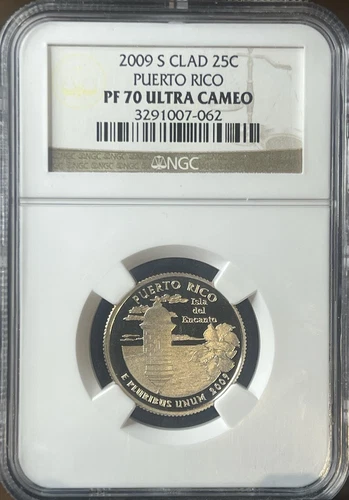 2009 S CLAD 25C
PUERTO RICO
PF 70 ULTRA CAMEO
3291007-062
NGC
PUERTO RICO
Isla
del
Encanto
E PLURIBUS UNUM 2009